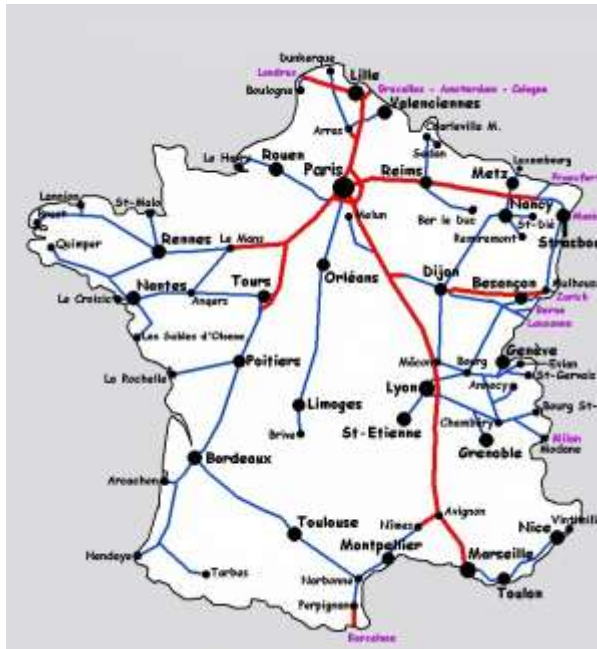 Dunkerque
Londres
Lille
Bruxelles - Amsterdam - Cologne
Boulogne
Valenciennes
Arras
Charleville M.
Sedan
Le Havre
Rouen
Paris
Reims
Metz
Luxembourg
Lannion
St-Malo
Brest
Melun
Bar le duc
Nancy
St-Dié
Remiremont
Strasbourg
Quimper
Rennes
Le Mans
Orléans
Dijon
Besançon
Mulhouse
Zurich
Berne
Lausanne
Nantes
Angers
Tours
Le Croisic
Les Sables d'Olonne
Poitiers
Mâcon
Bourg
Genève
Evian
St-Gervais
La Rochelle
Lyon
Annecy
Limoges
St-Etienne
Chambéry
Bourg St-
Brive
Grenoble
Milan
Modane
Bordeaux
Arcachon
Toulouse
Nîmes
Avignon
Nice
Montpellier
Marseille
Hendaye
Tarbes
Narbonne
Toulon
Perpignan